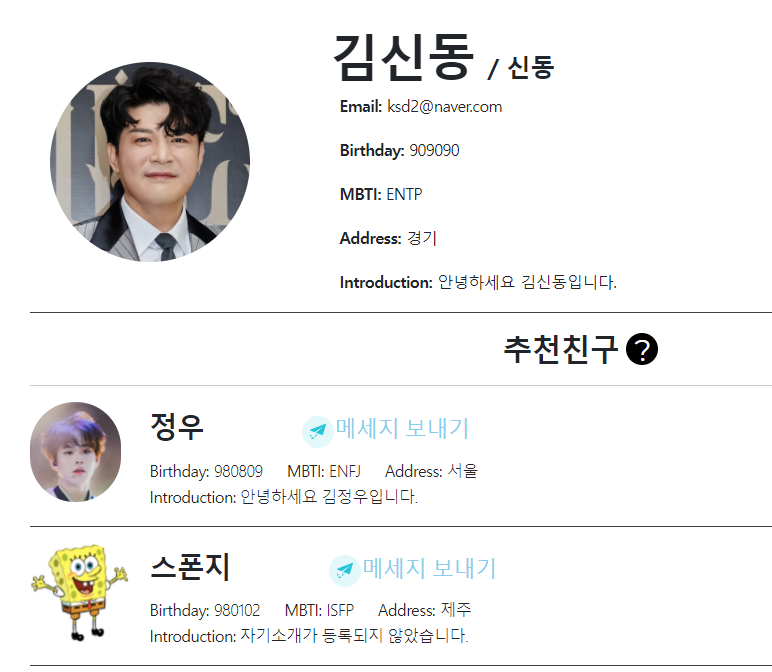 김신동 / 신동
Email: ksd2@naver.com
Birthday: 909090
MBTI: ENTP
Address: 경기
Introduction: 안녕하세요 김신동입니다.
추천친구 ?
정우 메세지 보내기
Birthday: 980809 MBTI: ENFJ Address: 서울
Introduction: 안녕하세요 김정우입니다.
스폰지 메세지 보내기
Birthday: 980102 MBTI: ISFP Address: 제주
Introduction: 자기소개가 등록되지 않았습니다.